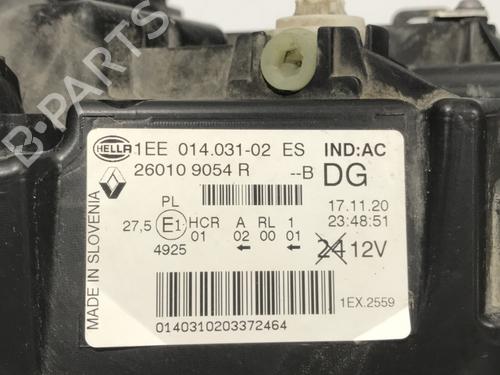 HELLA 1EE 014.031-02 ES IND:AC
26010 9054 R --B DG
PL 17.11.20
27,5 E1 HCR A RL 1 23:48:51
01 02 00 01
4925 ← ← 24 12V
MADE IN SLOVENIA
1EX.2559
0140310203372464
B-PARTS